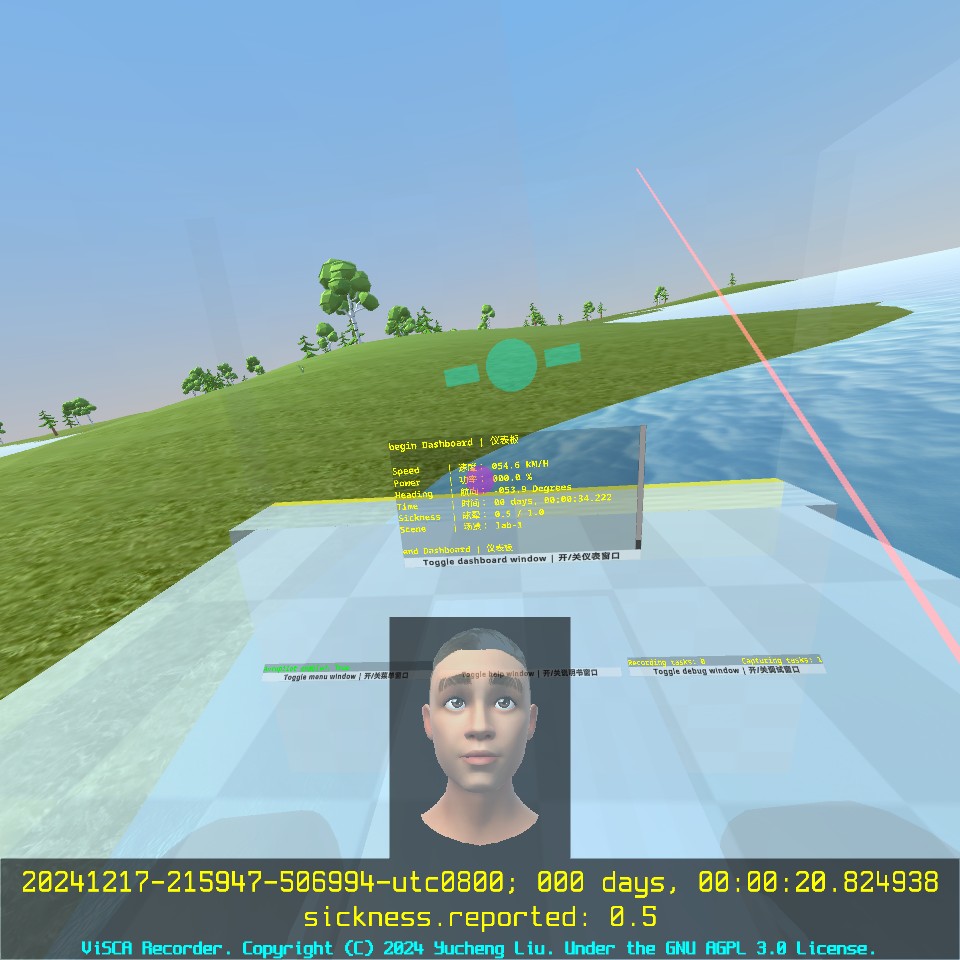 begin Dashboard | 仪表板
Speed | 速度: 054.6 KM/H
Power | 功率: 000.0 %
Heading | 航向: -053.9 Degrees
Time | 时间: 00 days, 00:00:34.222
Sickness | 眩晕: 0.5 / 1.0
Scene | 场景: lab-3
end Dashboard | 仪表板
Toggle dashboard window | 开/关仪表窗口
Recording tasks: 0 Capturing tasks: 1
Toggle menu window | 开/关菜单窗口
Toggle help window | 开/关说明书窗口
Toggle debug window | 开/关调试窗口
20241217-215947-506994-utc0800; 000 days, 00:00:20.824938
sickness.reported: 0.5
ViSCA Recorder. Copyright (C) 2024 Yucheng Liu. Under the GNU AGPL 3.0 License.